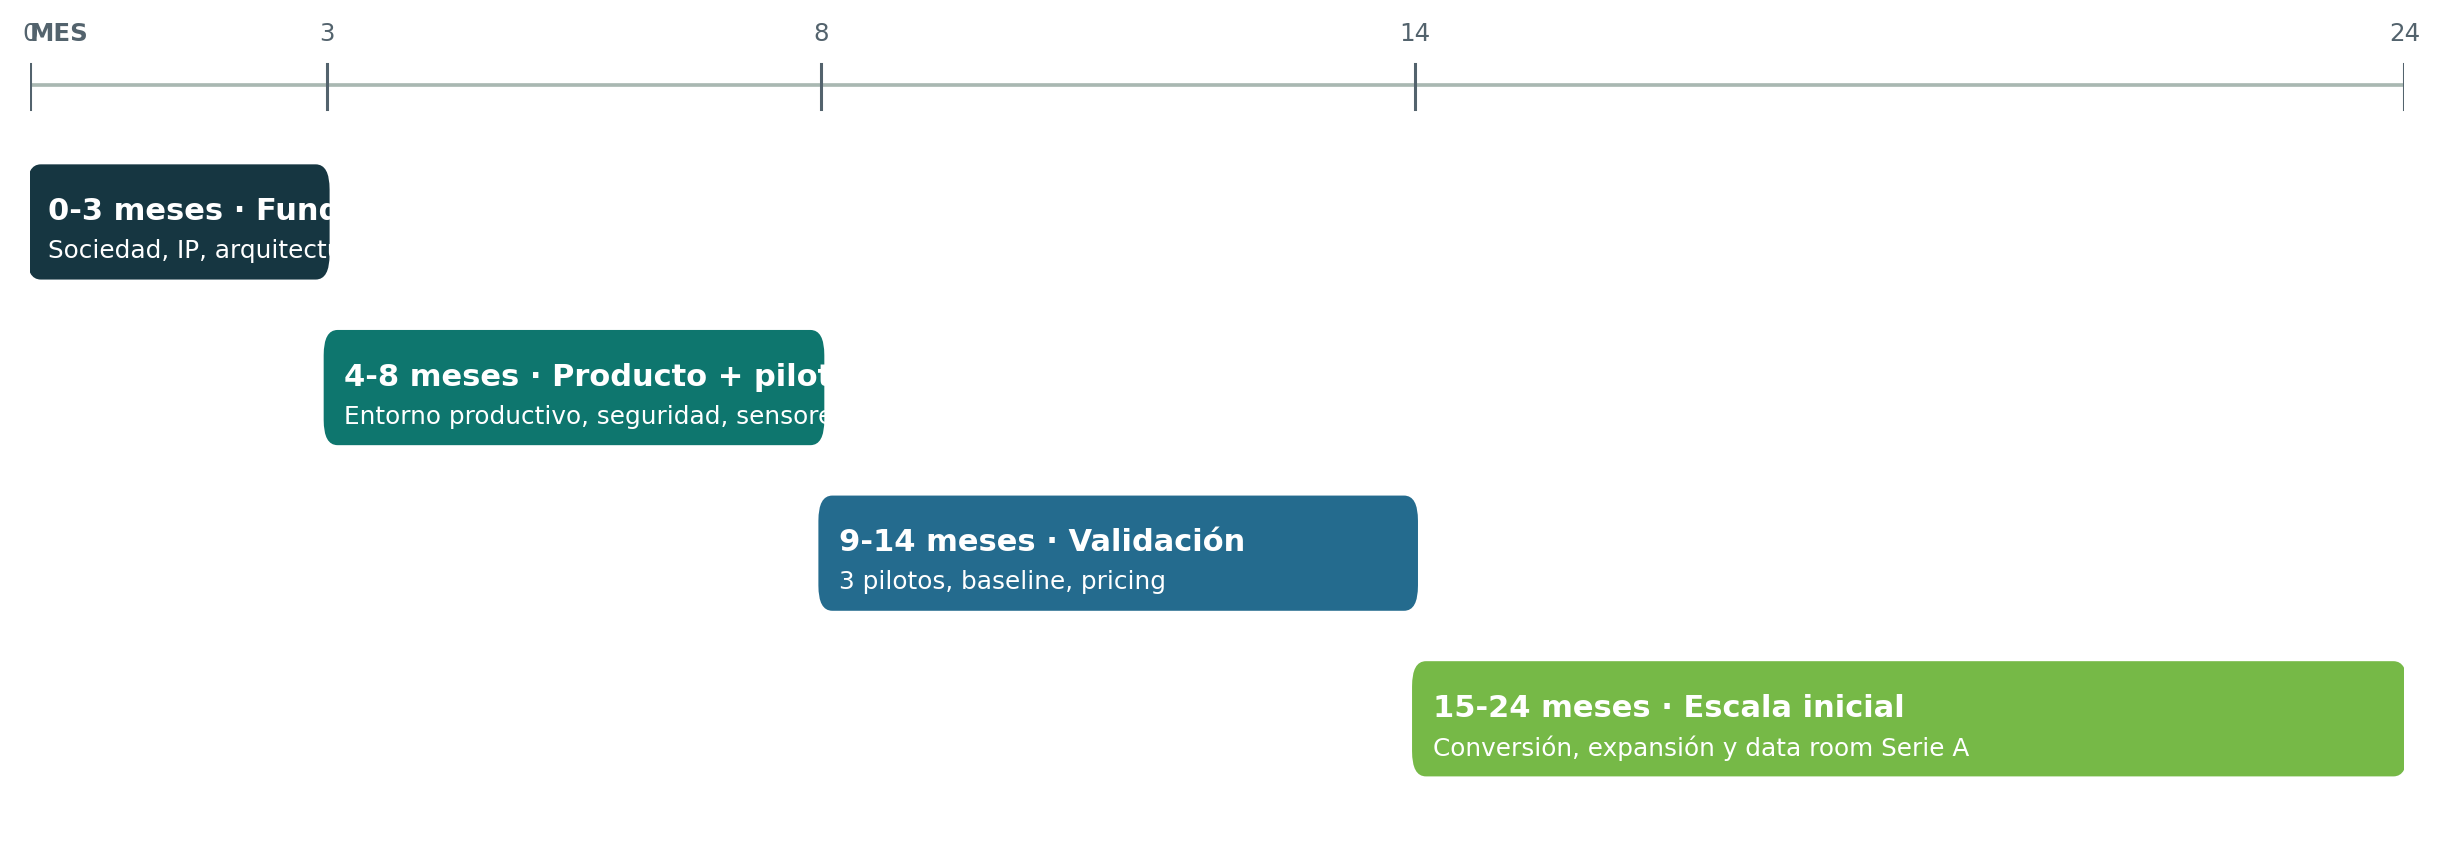 0 MES 3 8 14 24
0-3 meses · Fund
Sociedad, IP, arquitectu
4-8 meses · Producto + pilot
Entorno productivo, seguridad, sensore
9-14 meses · Validación
3 pilotos, baseline, pricing
15-24 meses · Escala inicial
Conversión, expansión y data room Serie A